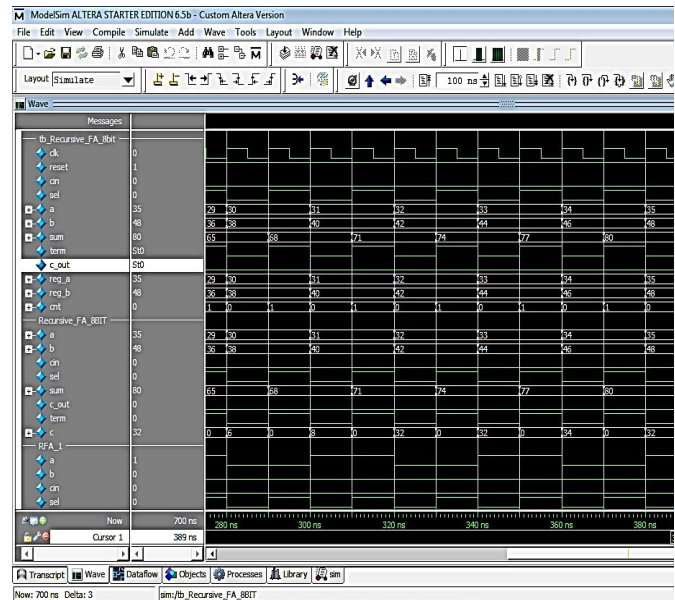 ModelSim ALTERA STARTER EDITION 6.5b - Custom Altera Version
File Edit View Compile Simulate Add Wave Tools Layout Window Help
Layout Simulate 100 ns
Wave
Messages
tb_Recursive_FA_8bit
clk 0
reset 1
cin 0
sel 0
a 35 29 30 31 32 33 34 35
b 48 36 38 40 42 44 46 48
sum 80 65 68 71 74 77 80
term St0
c_out St0
reg_a 35 29 30 31 32 33 34 35
reg_b 48 36 38 40 42 44 46 48
cnt 0 1 0 1 0 1 0 1 0 1 0 1 0
Recursive_FA_8BIT
a 35 29 30 31 32 33 34 35
b 48 36 38 40 42 44 46 48
cin 0
sel 0
sum 80 65 68 71 74 77 80
c_out 0
term 0
c 32 0 6 0 8 0 32 0 32 0 34 0 32
RFA_1
a 1
b 0
cin 0
sel 0
Now 700 ns 280 ns 300 ns 320 ns 340 ns 360 ns 380 ns
Cursor 1 389 ns
Transcript Wave Dataflow Objects Processes Library sim
Now: 700 ns Delta: 3 sim:/tb_Recursive_FA_8BIT